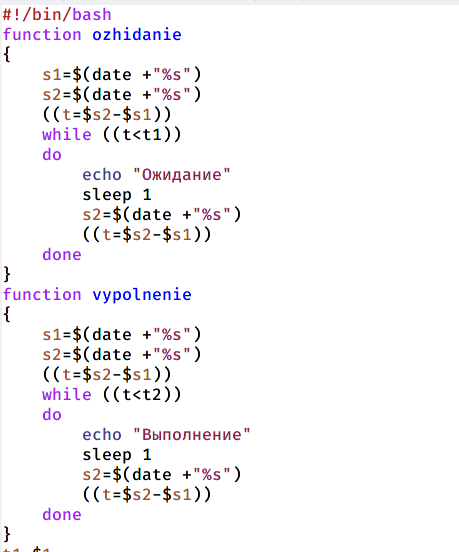 #!/bin/bash
function ozhidanie
{
    s1=$(date +"%s")
    s2=$(date +"%s")
    ((t=$s2-$s1))
    while ((t<t1))
    do
        echo "Ожидание"
        sleep 1
        s2=$(date +"%s")
        ((t=$s2-$s1))
    done
}
function vypolnenie
{
    s1=$(date +"%s")
    s2=$(date +"%s")
    ((t=$s2-$s1))
    while ((t<t2))
    do
        echo "Выполнение"
        sleep 1
        s2=$(date +"%s")
        ((t=$s2-$s1))
    done
}